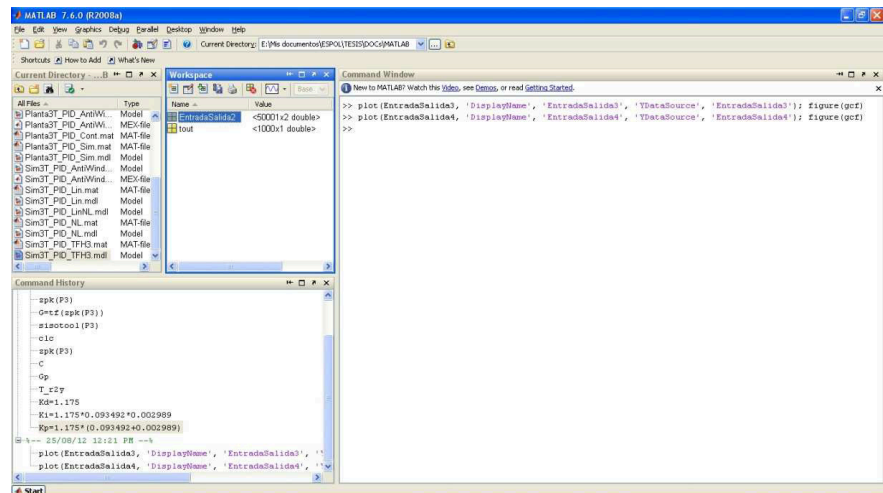 MATLAB 7.6.0 (R2008a)
File Edit View Graphics Debug Parallel Desktop Window Help
Current Directory: E:\Mis documentos\ESPOL\TESIS\DOCs\MATLAB
Shortcuts How to Add What's New
Current Directory - ...B
All Files Type
Planta3T_PID_AntiWi... Model
Planta3T_PID_AntiWi... MEX-file
Planta3T_PID_Cont.mat MAT-file
Planta3T_PID_Sim.mat MAT-file
Planta3T_PID_Sim.mdl Model
Sim3T_PID_AntiWind... Model
Sim3T_PID_AntiWind... MEX-file
Sim3T_PID_Lin.mat MAT-file
Sim3T_PID_Lin.mdl Model
Sim3T_PID_LinNL.mdl Model
Sim3T_PID_NL.mat MAT-file
Sim3T_PID_NL.mdl Model
Sim3T_PID_TFH3.mat MAT-file
Sim3T_PID_TFH3.mdl Model
Workspace
Base
Name Value
EntradaSalida2 <50001x2 double>
tout <1000x1 double>
Command Window
New to MATLAB? Watch this Video, see Demos, or read Getting Started.
>> plot(EntradaSalida3, 'DisplayName', 'EntradaSalida3', 'YDataSource', 'EntradaSalida3'); figure(gcf)
>> plot(EntradaSalida4, 'DisplayName', 'EntradaSalida4', 'YDataSource', 'EntradaSalida4'); figure(gcf)
>>
Command History
zpk(P3)
G=tf(zpk(P3))
sisotool(P3)
clc
zpk(P3)
C
Gp
T_r2y
Kd=1.175
Ki=1.175*0.093492*0.002989
Kp=1.175*(0.093492+0.002989)
%-- 25/08/12 12:21 PM --%
plot(EntradaSalida3, 'DisplayName', 'EntradaSalida3', '
plot(EntradaSalida4, 'DisplayName', 'EntradaSalida4', '
Start